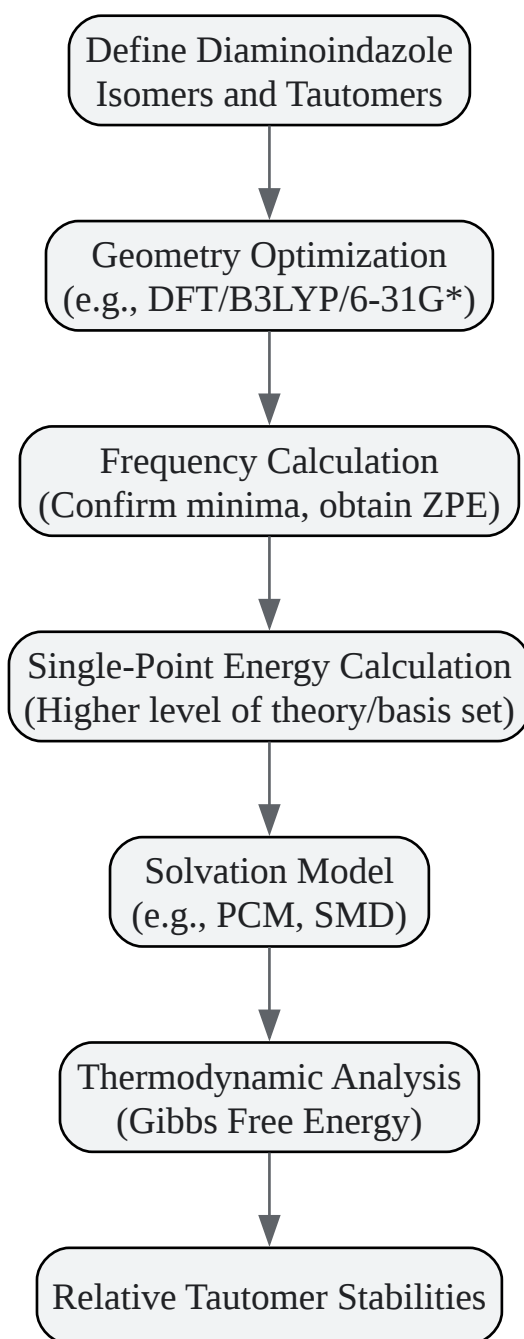 Define Diaminoindazole
Isomers and Tautomers
Geometry Optimization
(e.g., DFT/B3LYP/6-31G*)
Frequency Calculation
(Confirm minima, obtain ZPE)
Single-Point Energy Calculation
(Higher level of theory/basis set)
Solvation Model
(e.g., PCM, SMD)
Thermodynamic Analysis
(Gibbs Free Energy)
Relative Tautomer Stabilities